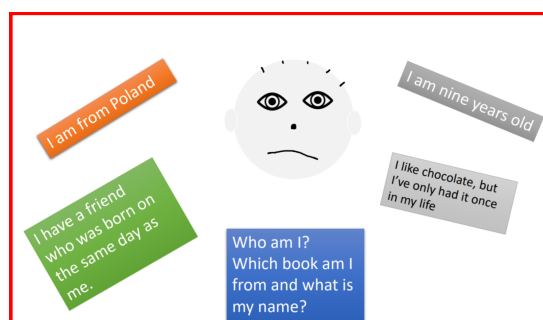 I am from Poland
I am nine years old
I like chocolate, but
I've only had it once
in my life
I have a friend
who was born on
the same day as
me.
Who am I?
Which book am I
from and what is
my name?